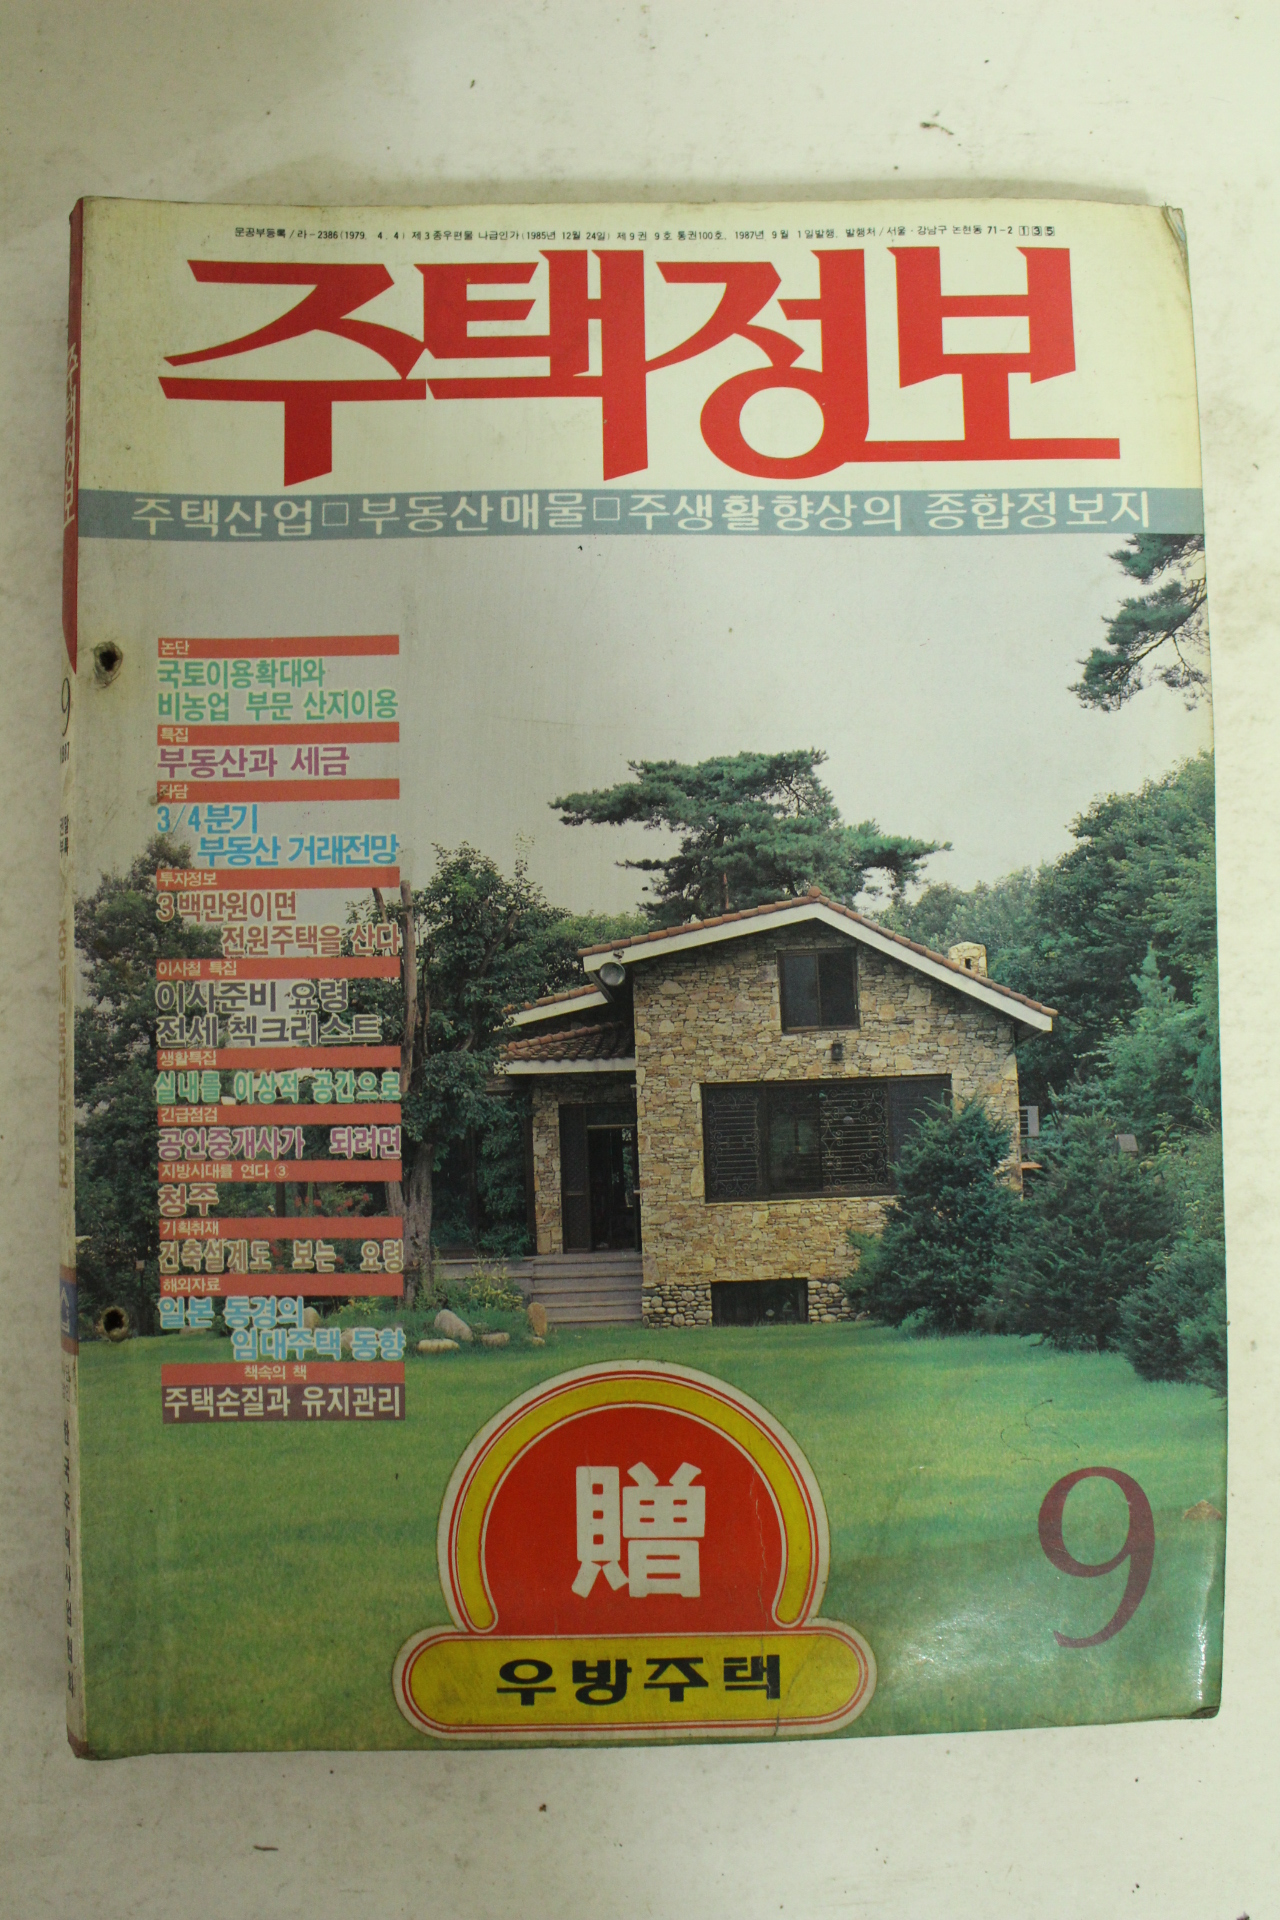 문공부등록/라-2386(1979. 4. 4) 제3종우편물 나급인가(1985년 12월 24일) 제9권 9호 통권100호. 1987년 9월 1일발행. 발행처/서울·강남구 논현동 71-2 135
주택정보
주택산업□부동산매물□주생활향상의 종합정보지
논단
국토이용확대와
비농업 부문 산지이용
특집
부동산과 세금
좌담
3/4분기
부동산 거래전망
투자정보
3백만원이면
전원주택을 산다
이사철 특집
이사준비 요령
전세 첵크리스트
생활특집
실내를 이상적 공간으로
긴급점검
공인중개사가 되려면
지방시대를 연다 ③
청주
기획취재
건축설계도 보는 요령
해외자료
일본 동경의
임대주택 동향
책속의 책
주택손질과 유지관리
贈
우방주택
9
주택정보
9
1987